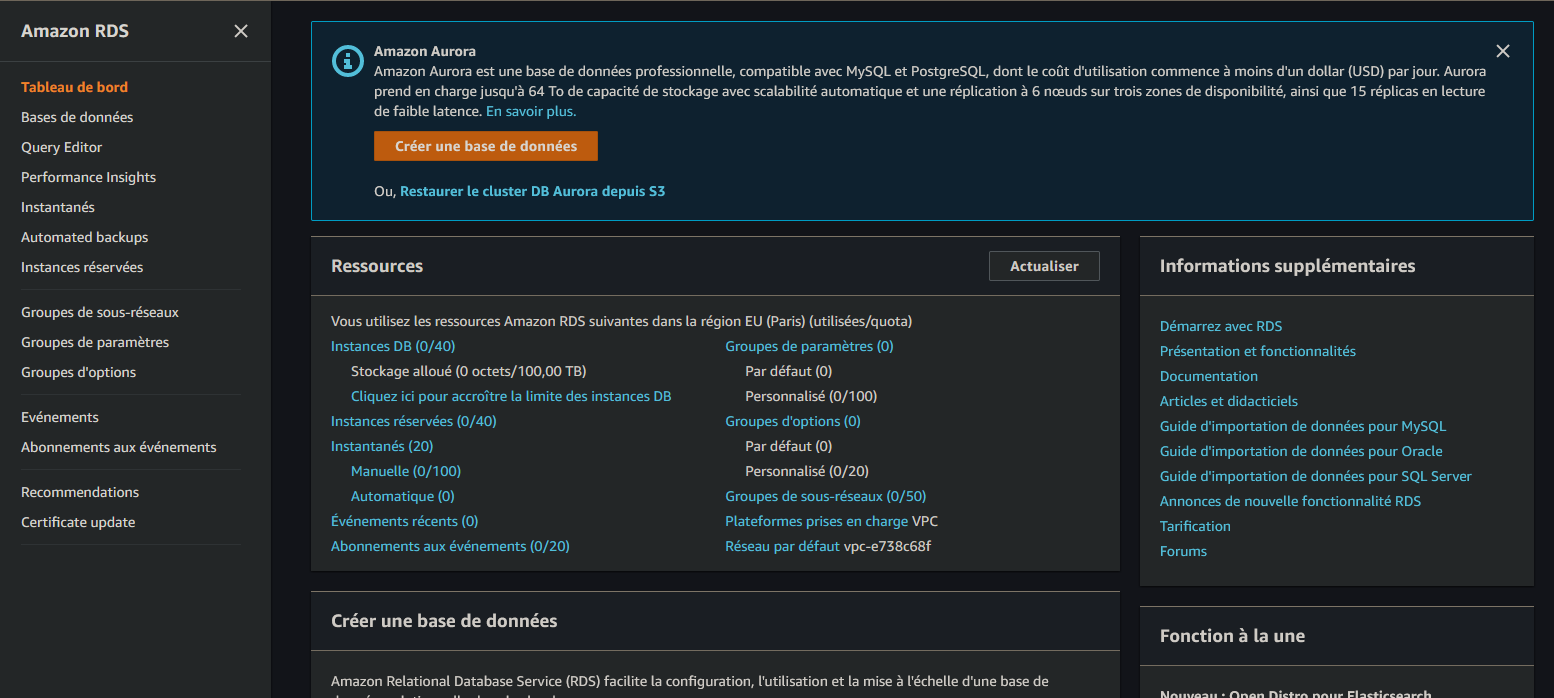 Amazon RDS
Tableau de bord
Bases de données
Query Editor
Performance Insights
Instantanés
Automated backups
Instances réservées
Groupes de sous-réseaux
Groupes de paramètres
Groupes d'options
Evénements
Abonnements aux événements
Recommendations
Certificate update
Amazon Aurora
Amazon Aurora est une base de données professionnelle, compatible avec MySQL et PostgreSQL, dont le coût d'utilisation commence à moins d'un dollar (USD) par jour. Aurora
prend en charge jusqu'à 64 To de capacité de stockage avec scalabilité automatique et une réplication à 6 nœuds sur trois zones de disponibilité, ainsi que 15 réplicas en lecture
de faible latence. En savoir plus.
Créer une base de données
Ou, Restaurer le cluster DB Aurora depuis S3
Ressources
Actualiser
Vous utilisez les ressources Amazon RDS suivantes dans la région EU (Paris) (utilisées/quota)
Instances DB (0/40)
Stockage alloué (0 octets/100,00 TB)
Cliquez ici pour accroître la limite des instances DB
Instances réservées (0/40)
Instantanés (20)
Manuelle (0/100)
Automatique (0)
Événements récents (0)
Abonnements aux événements (0/20)
Groupes de paramètres (0)
Par défaut (0)
Personnalisé (0/100)
Groupes d'options (0)
Par défaut (0)
Personnalisé (0/20)
Groupes de sous-réseaux (0/50)
Plateformes prises en charge VPC
Réseau par défaut vpc-e738c68f
Informations supplémentaires
Démarrez avec RDS
Présentation et fonctionnalités
Documentation
Articles et didacticiels
Guide d'importation de données pour MySQL
Guide d'importation de données pour Oracle
Guide d'importation de données pour SQL Server
Annonces de nouvelle fonctionnalité RDS
Tarification
Forums
Créer une base de données
Amazon Relational Database Service (RDS) facilite la configuration, l'utilisation et la mise à l'échelle d'une base de
Fonction à la une
Nouveau : Open Distro pour Elasticsearch